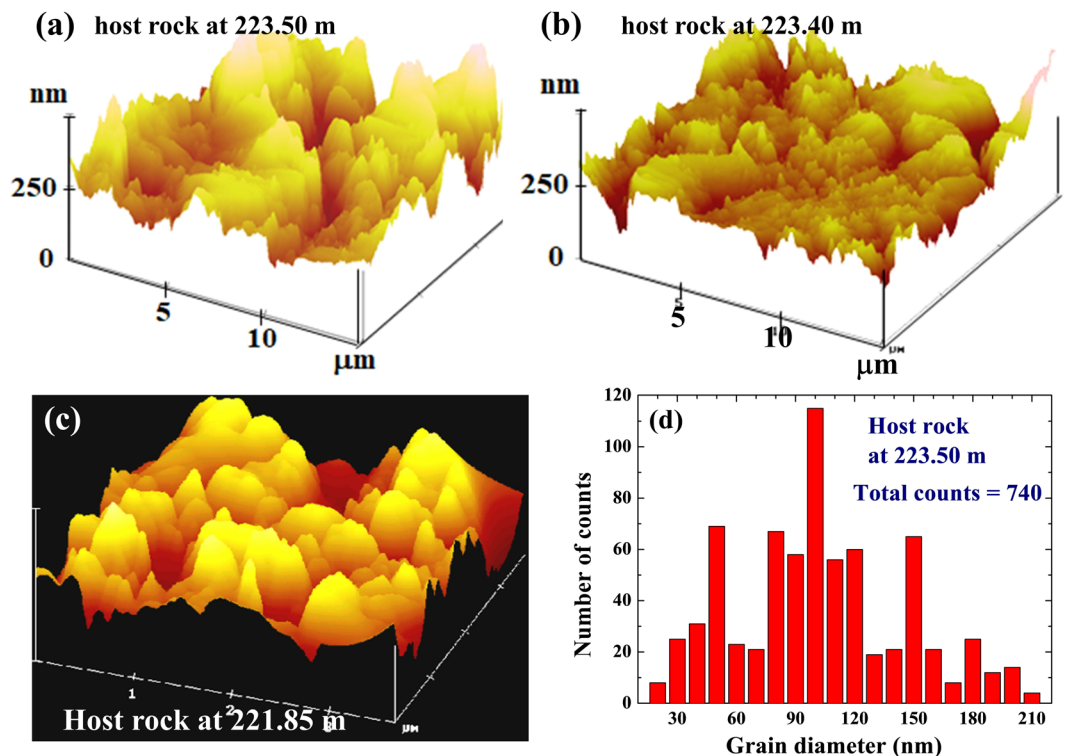 (a) host rock at 223.50 m
nm
250
0
5
10
μm
(b) host rock at 223.40 m
nm
250
0
5
5
10
μm
μM
(c)
1
2
3
μM
Host rock at 221.85 m
(d)
Host rock
at 223.50 m
Total counts = 740
Number of counts
120
100
80
60
40
20
0
30 60 90 120 150 180 210
Grain diameter (nm)